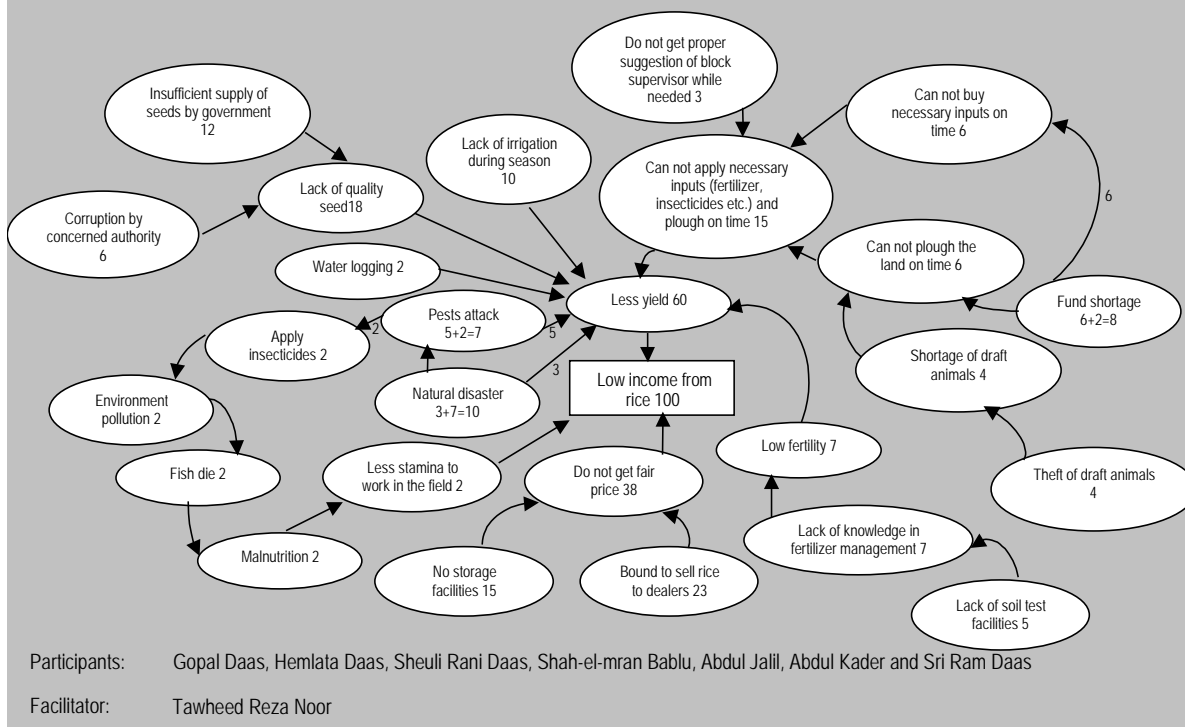 Do not get proper
suggestion of block
supervisor while
needed 3
Insufficient supply of
seeds by government
12
Can not buy
necessary inputs on
time 6
Lack of irrigation
during season
10
Can not apply necessary
inputs (fertilizer,
insecticides etc.) and
plough on time 15
Lack of quality
seed18
6
Corruption by
concerned authority
6
Can not plough the
land on time 6
Water logging 2
Less yield 60
Fund shortage
6+2=8
Pests attack
5+2=7
2
5
Apply
insecticides 2
Shortage of draft
animals 4
3
Low income from
rice 100
Natural disaster
3+7=10
Environment
pollution 2
Low fertility 7
Fish die 2
Less stamina to
work in the field 2
Do not get fair
price 38
Theft of draft animals
4
Lack of knowledge in
fertilizer management 7
Malnutrition 2
No storage
facilities 15
Bound to sell rice
to dealers 23
Lack of soil test
facilities 5
Participants: Gopal Daas, Hemlata Daas, Sheuli Rani Daas, Shah-el-mran Bablu, Abdul Jalil, Abdul Kader and Sri Ram Daas
Facilitator: Tawheed Reza Noor